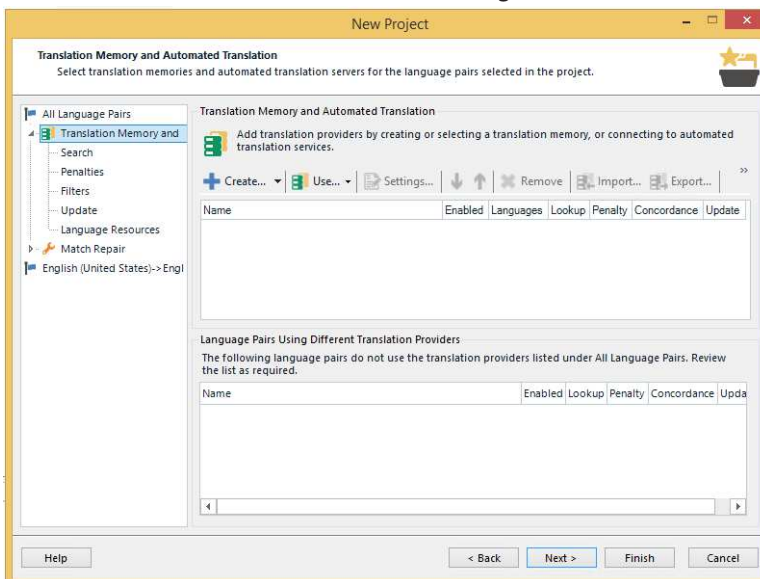 New Project
Translation Memory and Automated Translation
Select translation memories and automated translation servers for the language pairs selected in the project.
All Language Pairs
Translation Memory and
Search
Penalties
Filters
Update
Language Resources
Match Repair
English (United States)->Engl
Translation Memory and Automated Translation
Add translation providers by creating or selecting a translation memory, or connecting to automated
translation services.
Create... Use... Settings... Remove Import... Export... »
Name Enabled Languages Lookup Penalty Concordance Update
Language Pairs Using Different Translation Providers
The following language pairs do not use the translation providers listed under All Language Pairs. Review
the list as required.
Name Enabled Lookup Penalty Concordance Upda
Help < Back Next > Finish Cancel